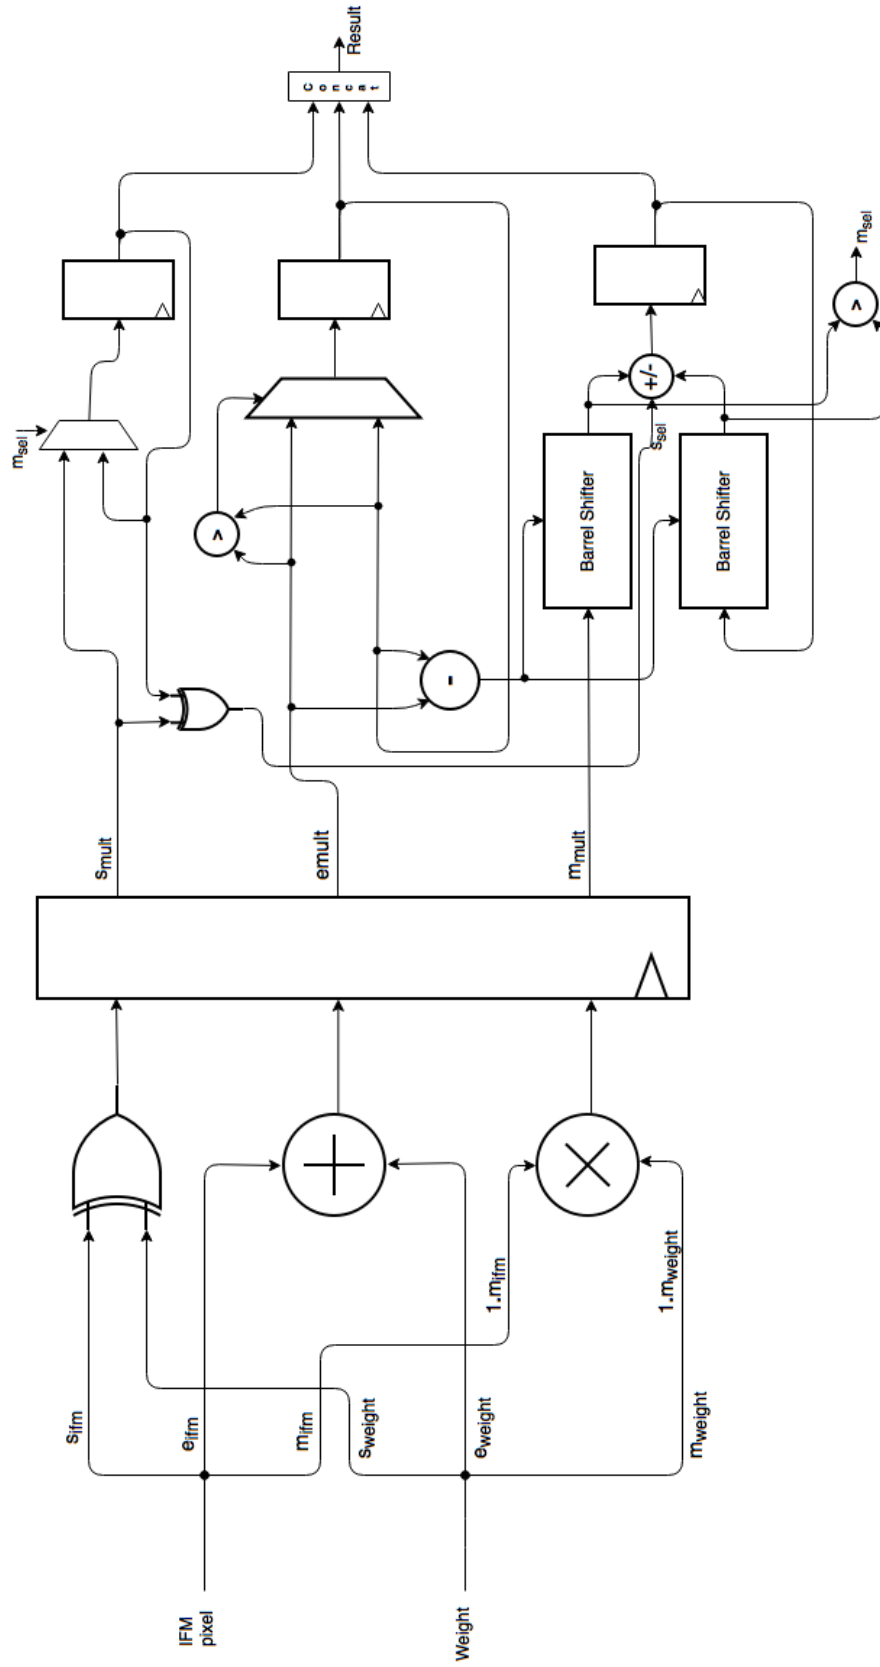 IFM
pixel
Weight
sifm
eifm
mifm
sweight
eweight
mweight
1.mifm
1.mweight
smult
emult
mmult
msel
>
-
Barrel Shifter
Barrel Shifter
ssel
+/-
>
msel
Concat
Result